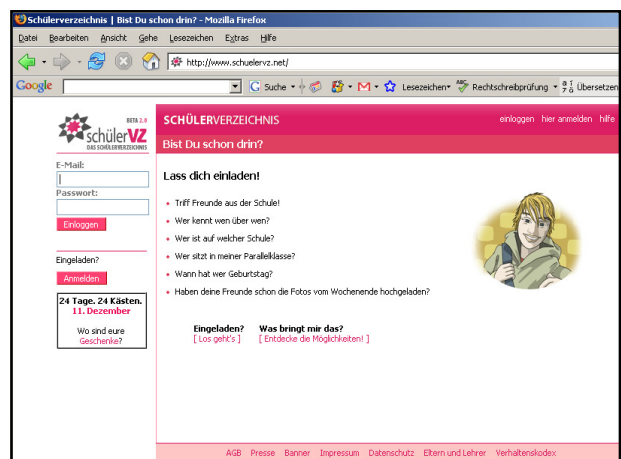 Schülerverzeichnis | Bist Du schon drin? - Mozilla Firefox
Datei Bearbeiten Ansicht Gehe Lesezeichen Extras Hilfe
http://www.schuelervz.net/
Google G Suche Lesezeichen Rechtschreibprüfung Übersetzen
BETA 2.0
schülerVZ
DAS SCHÜLERVERZEICHNIS
SCHÜLERVERZEICHNIS einloggen hier anmelden hilfe
Bist Du schon drin?
E-Mail:
Passwort:
Einloggen
Eingeladen?
Anmelden
24 Tage. 24 Kästen.
11. Dezember
Wo sind eure
Geschenke?
Lass dich einladen!
Triff Freunde aus der Schule!
Wer kennt wen über wen?
Wer ist auf welcher Schule?
Wer sitzt in meiner Parallelklasse?
Wann hat wer Geburtstag?
Haben deine Freunde schon die Fotos vom Wochenende hochgeladen?
Eingeladen? Was bringt mir das?
[ Los geht's ] [ Entdecke die Möglichkeiten! ]
AGB Presse Banner Impressum Datenschutz Eltern und Lehrer Verhaltenskodex